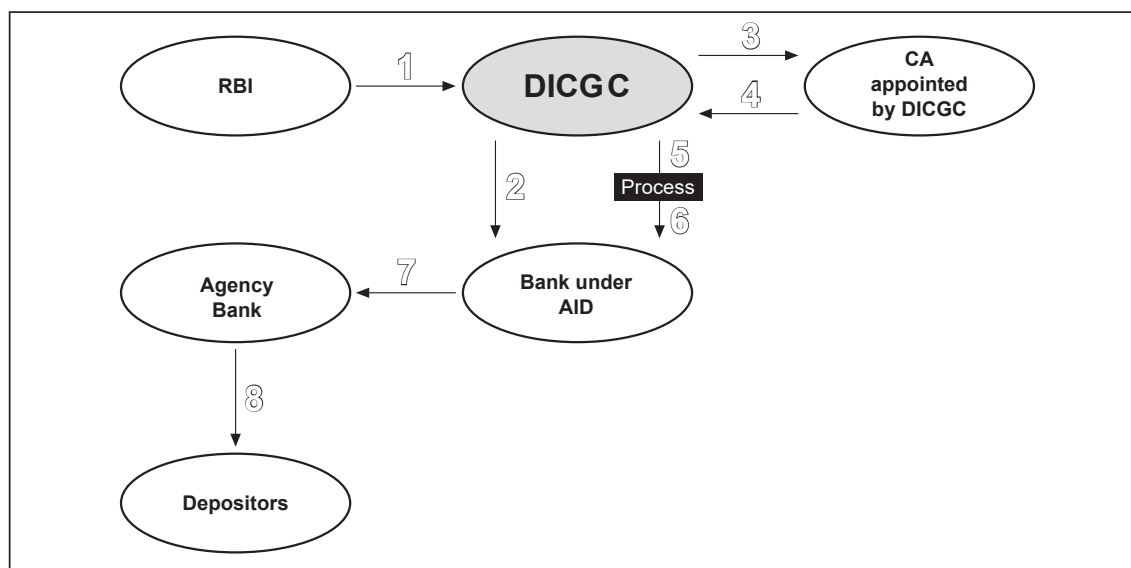 RBI
1
DICGC
3
4
CA
appointed
by DICGC
2
5
Process
6
Agency
Bank
7
Bank under
AID
8
Depositors